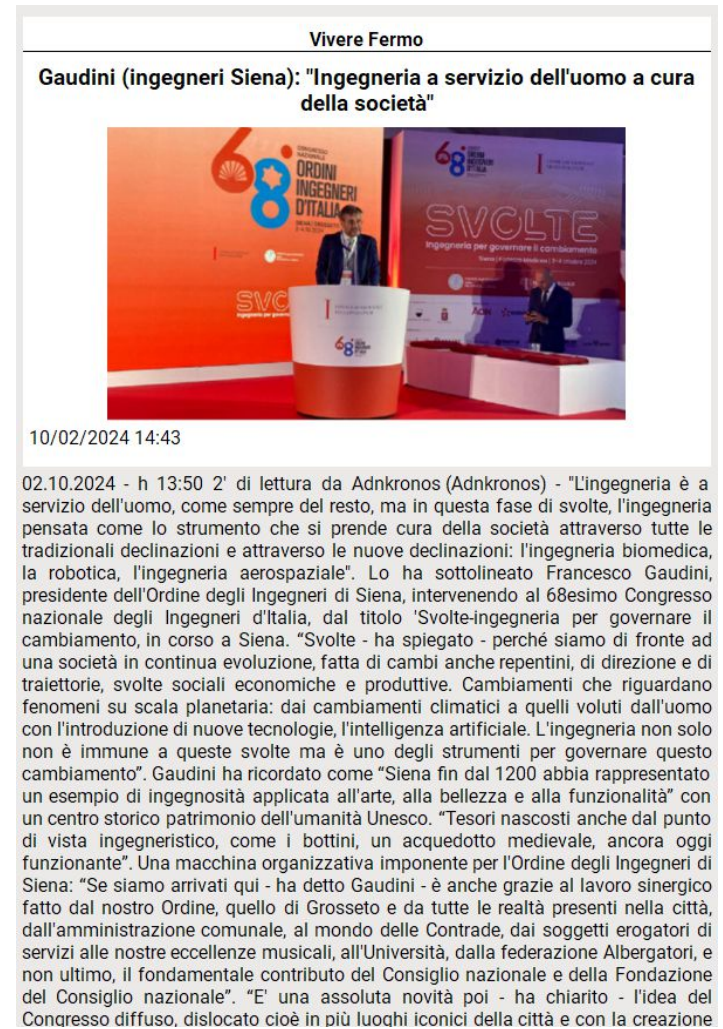 Vivere Fermo
Gaudini (ingegneri Siena): "Ingegneria a servizio dell'uomo a cura
della società"
68
CONGRESSO
NAZIONALE
ORDINI
INGEGNERI
D'ITALIA
SVOLTE
Ingegneria per governare il cambiamento
68
ORDINI
INGEGNERI
D'ITALIA
SVO
68
10/02/2024 14:43
02.10.2024 - h 13:50 2' di lettura da Adnkronos (Adnkronos) - "L'ingegneria è a
servizio dell'uomo, come sempre del resto, ma in questa fase di svolte, l'ingegneria
pensata come lo strumento che si prende cura della società attraverso tutte le
tradizionali declinazioni e attraverso le nuove declinazioni: l'ingegneria biomedica,
la robotica, l'ingegneria aerospaziale". Lo ha sottolineato Francesco Gaudini,
presidente dell'Ordine degli Ingegneri di Siena, intervenendo al 68esimo Congresso
nazionale degli Ingegneri d'Italia, dal titolo 'Svolte-ingegneria per governare il
cambiamento, in corso a Siena. “Svolte - ha spiegato - perché siamo di fronte ad
una società in continua evoluzione, fatta di cambi anche repentini, di direzione e di
traiettorie, svolte sociali economiche e produttive. Cambiamenti che riguardano
fenomeni su scala planetaria: dai cambiamenti climatici a quelli voluti dall'uomo
con l'introduzione di nuove tecnologie, l'intelligenza artificiale. L'ingegneria non solo
non è immune a queste svolte ma è uno degli strumenti per governare questo
cambiamento”. Gaudini ha ricordato come “Siena fin dal 1200 abbia rappresentato
un esempio di ingegnosità applicata all'arte, alla bellezza e alla funzionalità” con
un centro storico patrimonio dell'umanità Unesco. “Tesori nascosti anche dal punto
di vista ingegneristico, come i bottini, un acquedotto medievale, ancora oggi
funzionante”. Una macchina organizzativa imponente per l'Ordine degli Ingegneri di
Siena: “Se siamo arrivati qui - ha detto Gaudini - è anche grazie al lavoro sinergico
fatto dal nostro Ordine, quello di Grosseto e da tutte le realtà presenti nella città,
dall'amministrazione comunale, al mondo delle Contrade, dai soggetti erogatori di
servizi alle nostre eccellenze musicali, all'Università, dalla federazione Albergatori, e
non ultimo, il fondamentale contributo del Consiglio nazionale e della Fondazione
del Consiglio nazionale”. “E' una assoluta novità poi - ha chiarito - l'idea del
Congresso diffuso, dislocato cioè in più luoghi iconici della città e con la creazione